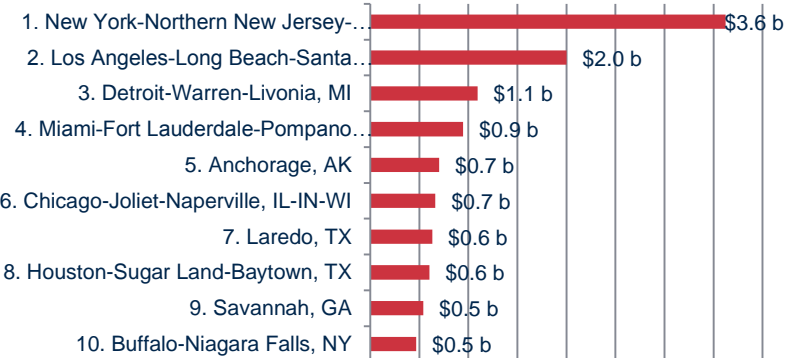 1. New York-Northern New Jersey-… $3.6 b
2. Los Angeles-Long Beach-Santa… $2.0 b
3. Detroit-Warren-Livonia, MI $1.1 b
4. Miami-Fort Lauderdale-Pompano… $0.9 b
5. Anchorage, AK $0.7 b
6. Chicago-Joliet-Naperville, IL-IN-WI $0.7 b
7. Laredo, TX $0.6 b
8. Houston-Sugar Land-Baytown, TX $0.6 b
9. Savannah, GA $0.5 b
10. Buffalo-Niagara Falls, NY $0.5 b